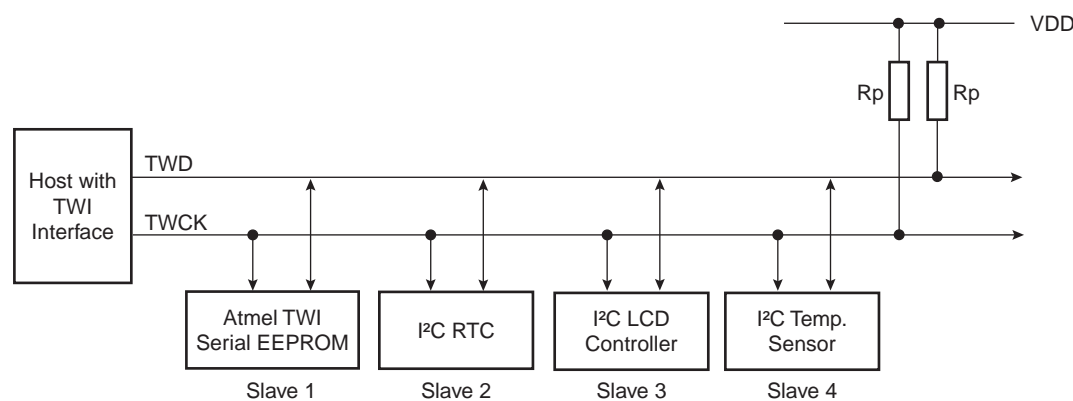 VDD
Rp
Rp
Host with
TWI
Interface
TWD
TWCK
Atmel TWI
Serial EEPROM
I²C RTC
I²C LCD
Controller
I²C Temp.
Sensor
Slave 1
Slave 2
Slave 3
Slave 4